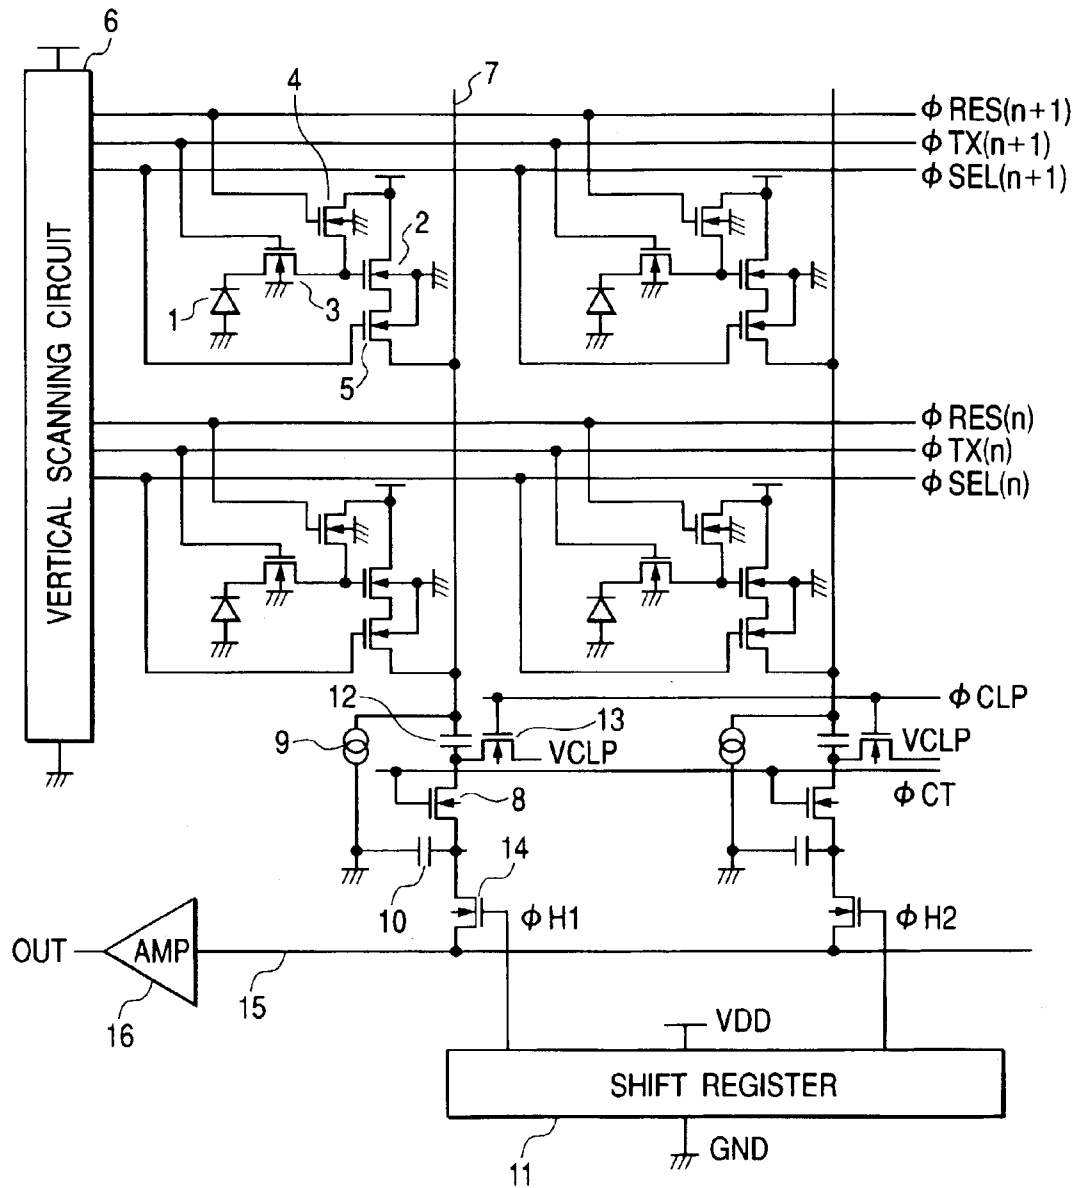 6
7
4
ϕRES(n+1)
ϕTX(n+1)
ϕSEL(n+1)
2
1
3
5
VERTICAL SCANNING CIRCUIT
ϕRES(n)
ϕTX(n)
ϕSEL(n)
12
13
ϕCLP
9
VCLP
VCLP
8
ϕCT
14
10
ϕH1
ϕH2
OUT
AMP
15
16
VDD
SHIFT REGISTER
11
GND